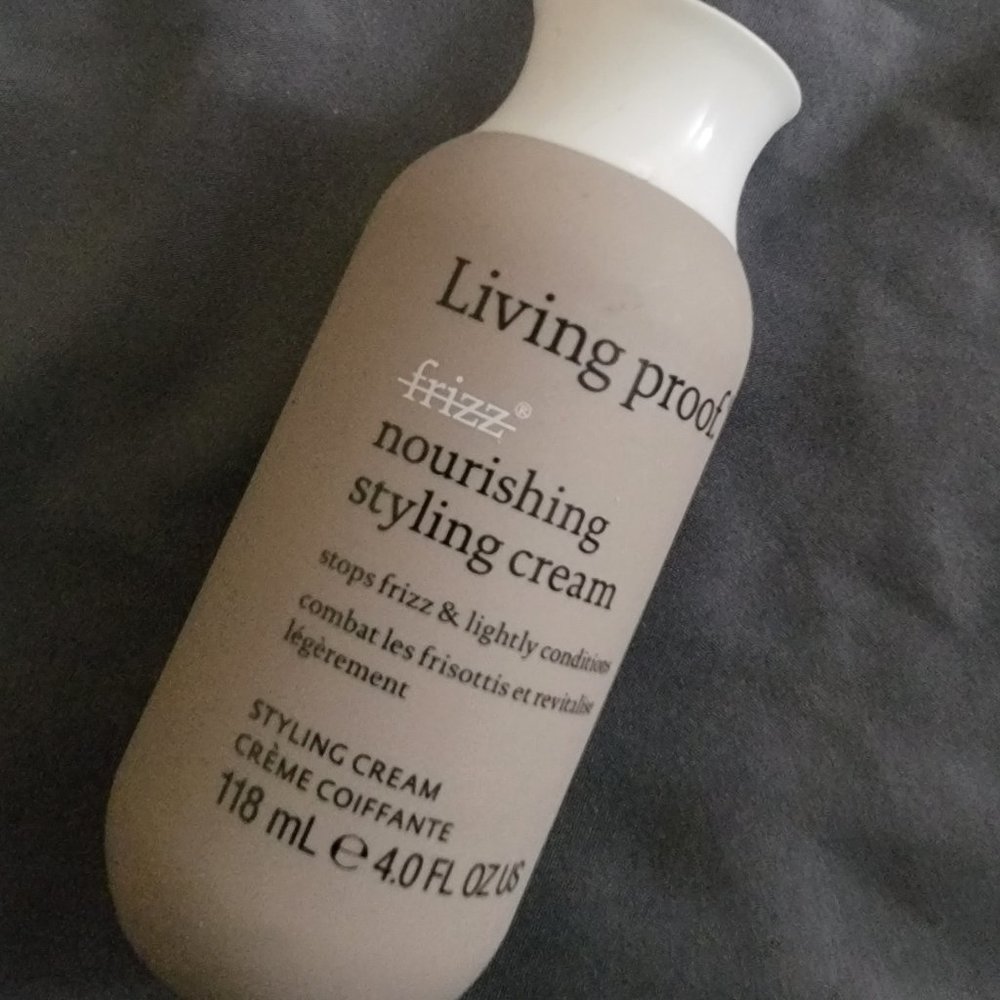 Living proof
frizz®
nourishing
styling cream
stops frizz & lightly conditions
combat les frisottis et revitalise
légèrement
STYLING CREAM
CRÈME COIFFANTE
118 mL ℮ 4.0 FL OZ US